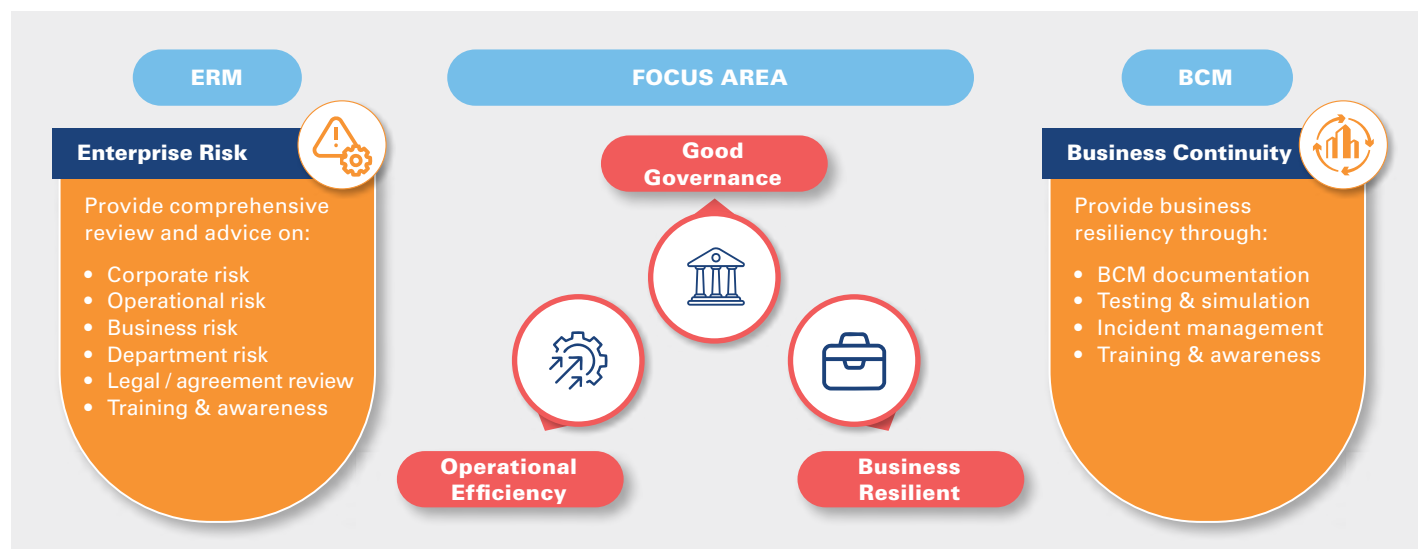 ERM
Enterprise Risk
Provide comprehensive
review and advice on:
• Corporate risk
• Operational risk
• Business risk
• Department risk
• Legal / agreement review
• Training & awareness
FOCUS AREA
Good
Governance
Operational
Efficiency
Business
Resilient
BCM
Business Continuity
Provide business
resiliency through:
• BCM documentation
• Testing & simulation
• Incident management
• Training & awareness